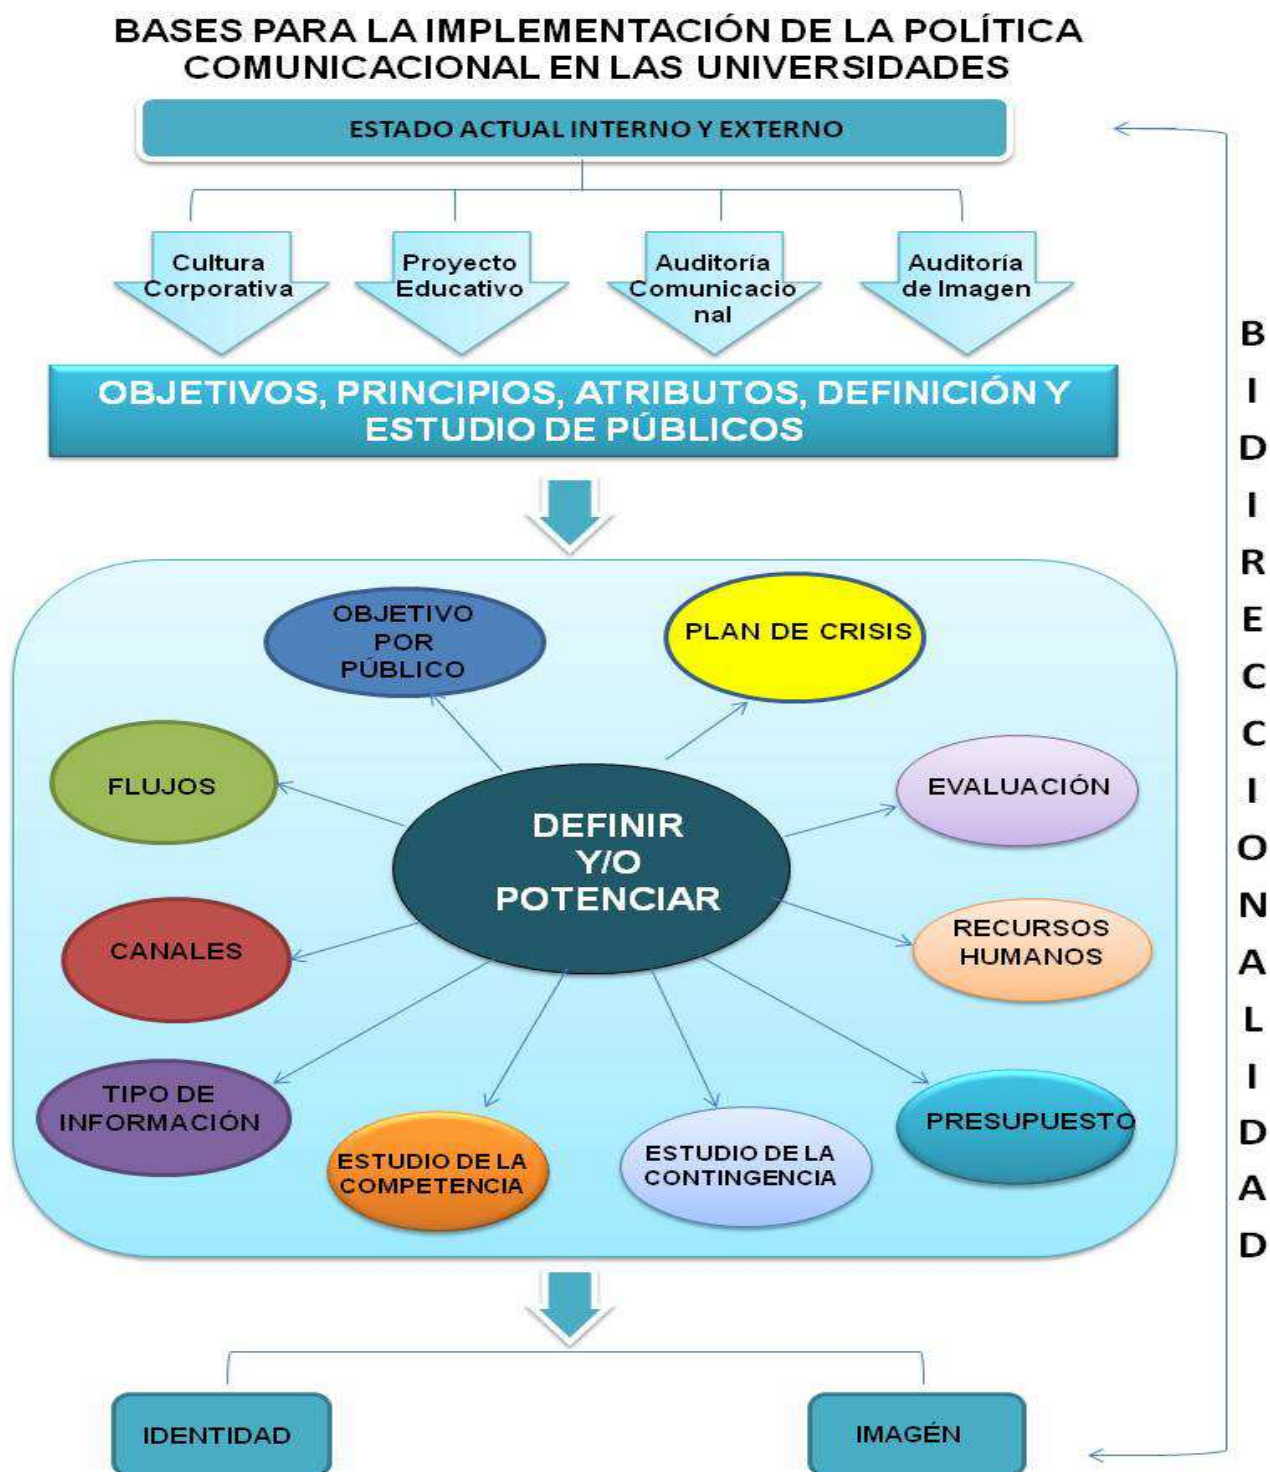 BASES PARA LA IMPLEMENTACIÓN DE LA POLÍTICA
COMUNICACIONAL EN LAS UNIVERSIDADES
ESTADO ACTUAL INTERNO Y EXTERNO
Cultura
Corporativa
Proyecto
Educativo
Auditoría
Comunicacio
nal
Auditoría
de Imagen
OBJETIVOS, PRINCIPIOS, ATRIBUTOS, DEFINICIÓN Y
ESTUDIO DE PÚBLICOS
OBJETIVO
POR
PÚBLICO
PLAN DE CRISIS
FLUJOS
EVALUACIÓN
DEFINIR
Y/O
POTENCIAR
CANALES
RECURSOS
HUMANOS
TIPO DE
INFORMACIÓN
ESTUDIO DE LA
COMPETENCIA
ESTUDIO DE LA
CONTINGENCIA
PRESUPUESTO
IDENTIDAD
IMAGÉN
BIDIRECCIONALIDAD